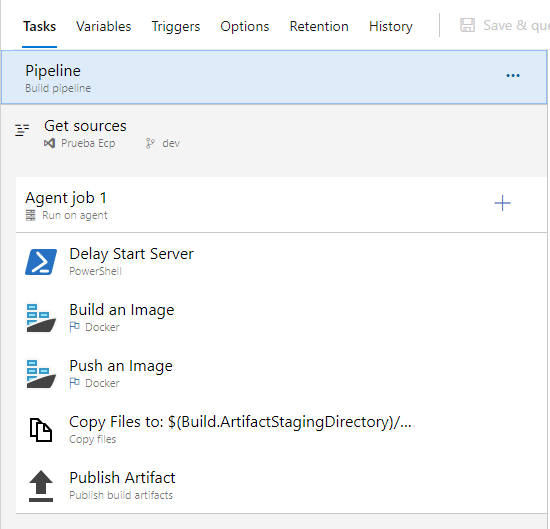 Tasks Variables Triggers Options Retention History Save & que
Pipeline
Build pipeline
Get sources
Prueba Ecp dev
Agent job 1
Run on agent
Delay Start Server
PowerShell
Build an Image
Docker
Push an Image
Docker
Copy Files to: $(Build.ArtifactStagingDirectory)/...
Copy files
Publish Artifact
Publish build artifacts